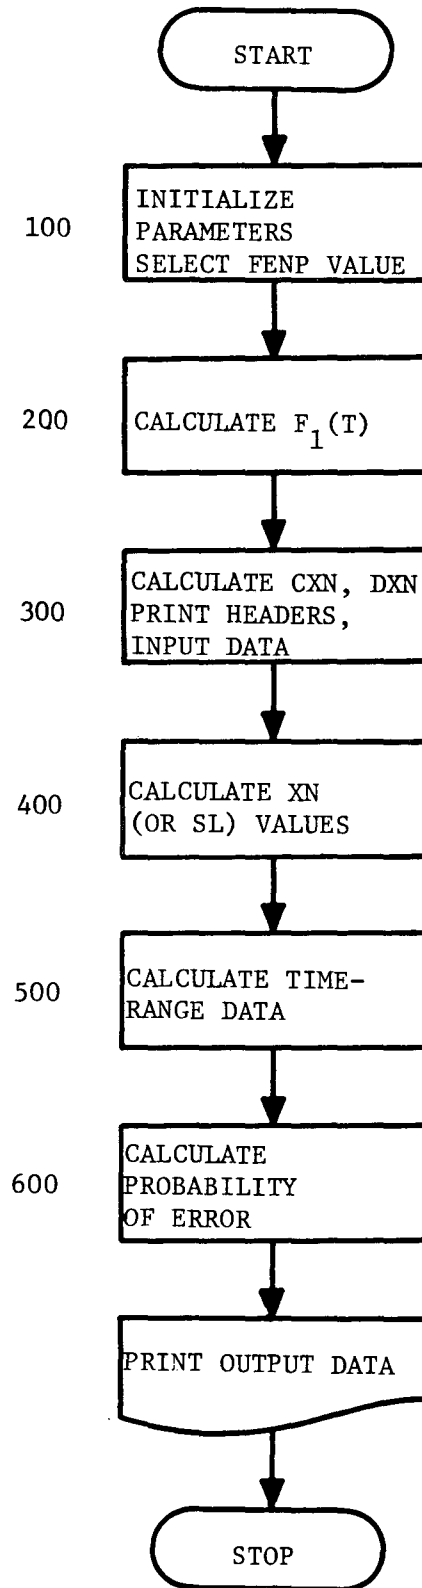 START
100
INITIALIZE
PARAMETERS
SELECT FENP VALUE
200
CALCULATE F₁(T)
300
CALCULATE CXN, DXN
PRINT HEADERS,
INPUT DATA
400
CALCULATE XN
(OR SL) VALUES
500
CALCULATE TIME-
RANGE DATA
600
CALCULATE
PROBABILITY
OF ERROR
PRINT OUTPUT DATA
STOP